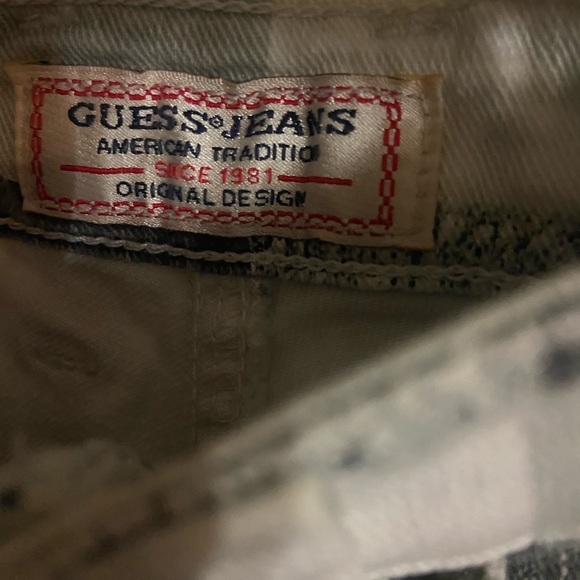 GUESS JEANS
AMERICAN TRADITIO
SINCE 1981
ORIGINAL DESIGN